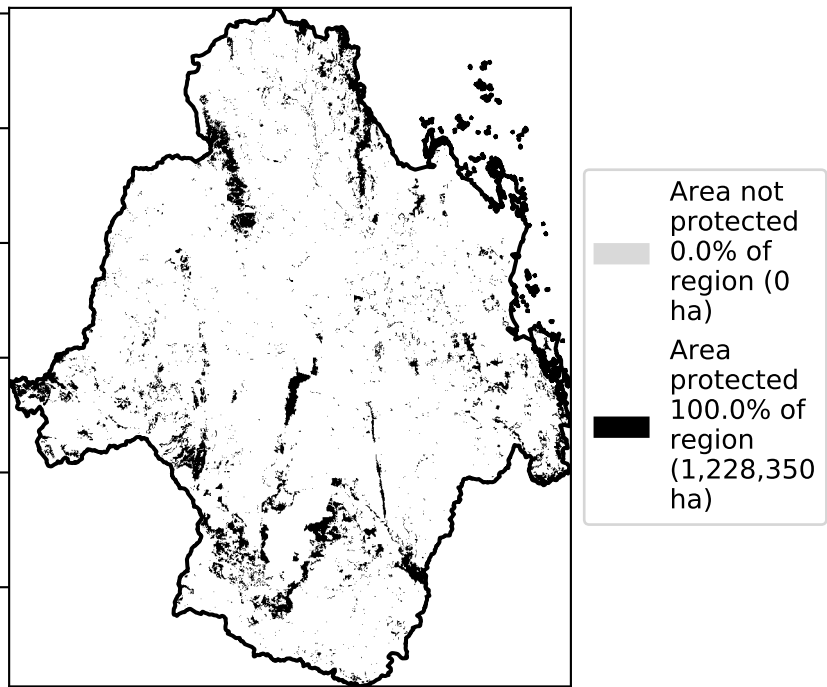 Area not
protected
0.0% of
region (0
ha)
Area
protected
100.0% of
region
(1,228,350
ha)